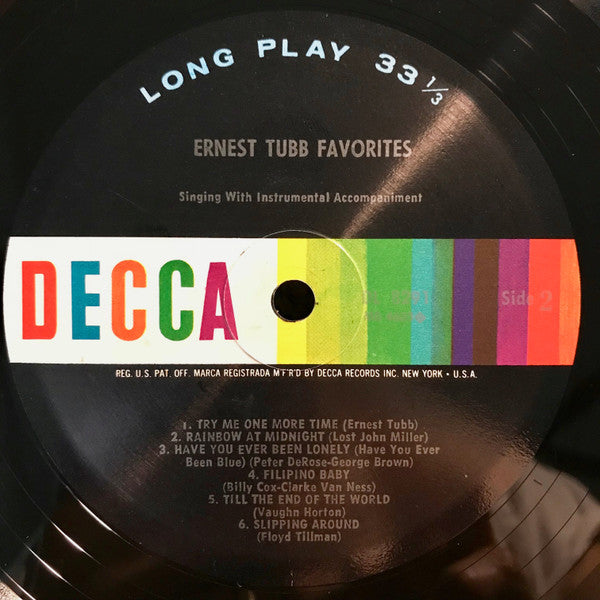 LONG PLAY 33 1/3
ERNEST TUBB FAVORITES
Singing With Instrumental Accompaniment
DECCA
Side 2
REG. U.S. PAT. OFF. MARCA REGISTRADA M'F'R'D BY DECCA RECORDS INC. NEW YORK • U.S.A.
1. TRY ME ONE MORE TIME (Ernest Tubb)
2. RAINBOW AT MIDNIGHT (Lost John Miller)
3. HAVE YOU EVER BEEN LONELY (Have You Ever
Been Blue) (Peter DeRose-George Brown)
4. FILIPINO BABY
(Billy Cox-Clarke Van Ness)
5. TILL THE END OF THE WORLD
(Vaughn Horton)
6. SLIPPING AROUND
(Floyd Tillman)